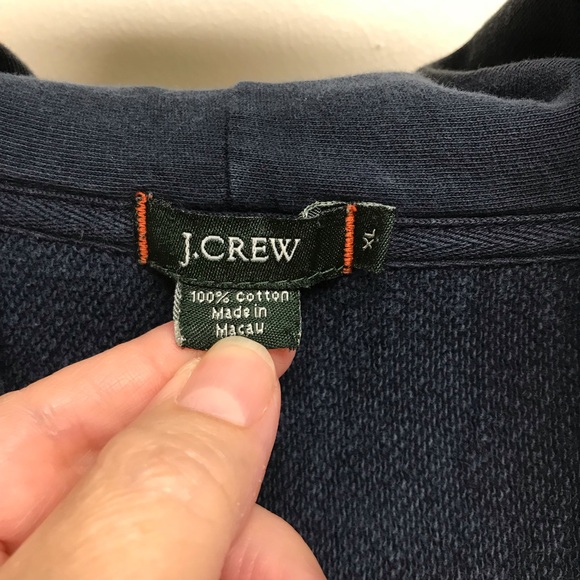 J.CREW
XL
100% Cotton
Made in
Macau